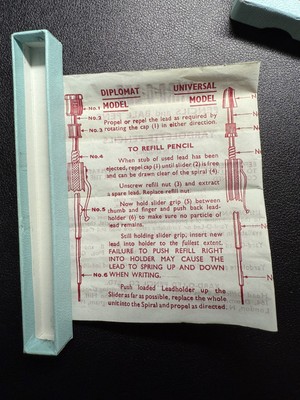 DIPLOMAT UNIVERSAL
MODEL MODEL
No.1
No.2
No.3
No.4
No.5
No.6
Propel or repel the lead as required by
rotating the cap (1) in either direction.
TO REFILL PENCIL
When stub of used lead has been
ejected, repel cap (1) until slider (2) is free
and can be drawn clear of the spiral (4)
Unscrew refill nut (3) and extract
a spare lead. Replace refill nut.
Now hold slider grip (5) between
thumb and finger and push back lead-
holder (6) to make sure no particle of
lead remains.
Still holding slider grip, insert new
lead into holder to the fullest extent.
FAILURE TO PUSH REFILL RIGHT
INTO HOLDER MAY CAUSE THE
LEAD TO SPRING UP AND DOWN
WHEN WRITING.
Push loaded Leadholder up the
Slider as far as possible, replace the whole
unit into the Spiral and propel as directed.
N
N
N
N